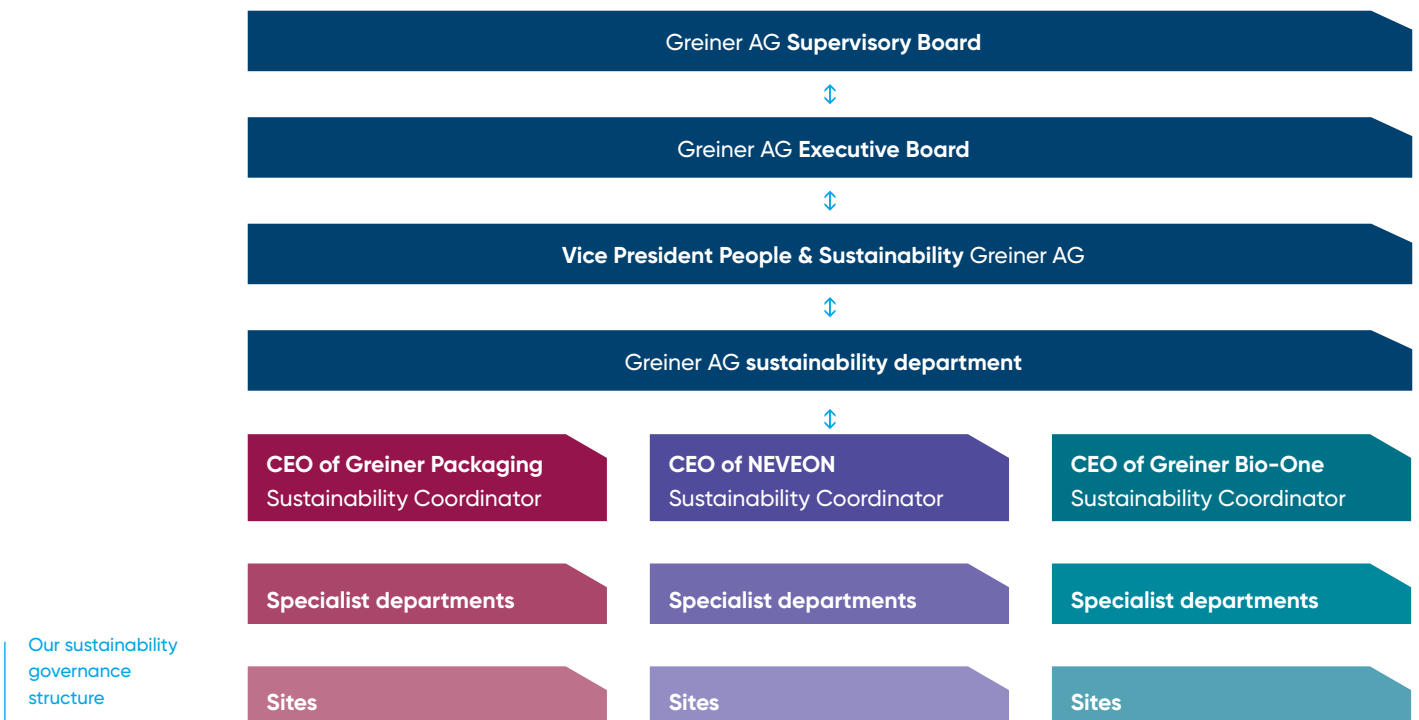 Greiner AG Supervisory Board
Greiner AG Executive Board
Vice President People & Sustainability Greiner AG
Greiner AG sustainability department
CEO of Greiner Packaging
Sustainability Coordinator
CEO of NEVEON
Sustainability Coordinator
CEO of Greiner Bio-One
Sustainability Coordinator
Specialist departments
Specialist departments
Specialist departments
Sites
Sites
Sites
Our sustainability
governance
structure